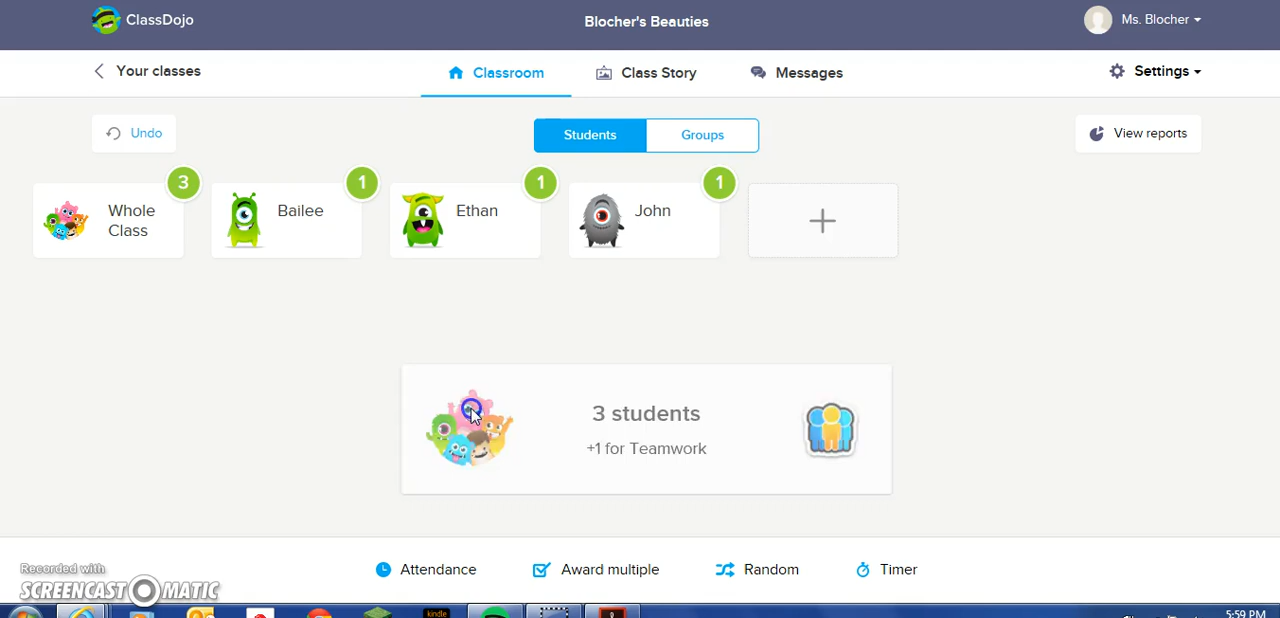 ClassDojo
Blocher's Beauties
Ms. Blocher
Your classes
Classroom
Class Story
Messages
Settings
Undo
Students
Groups
View reports
3
Whole
Class
1
Bailee
1
Ethan
1
John
3 students
+1 for Teamwork
Attendance
Award multiple
Random
Timer
Recorded with
SCREENCAST MATIC
kindle
5:59 PM